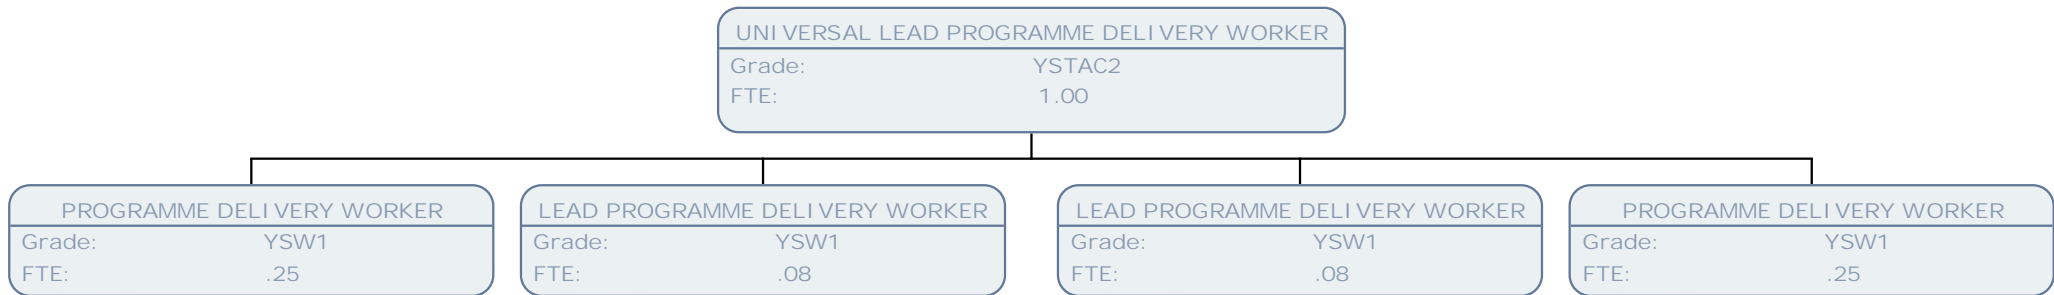 UNIVERSAL LEAD PROGRAMME DELIVERY WORKER
Grade: YSTAC2
FTE: 1.00
PROGRAMME DELIVERY WORKER
Grade: YSW1
FTE: .25
LEAD PROGRAMME DELIVERY WORKER
Grade: YSW1
FTE: .08
LEAD PROGRAMME DELIVERY WORKER
Grade: YSW1
FTE: .08
PROGRAMME DELIVERY WORKER
Grade: YSW1
FTE: .25